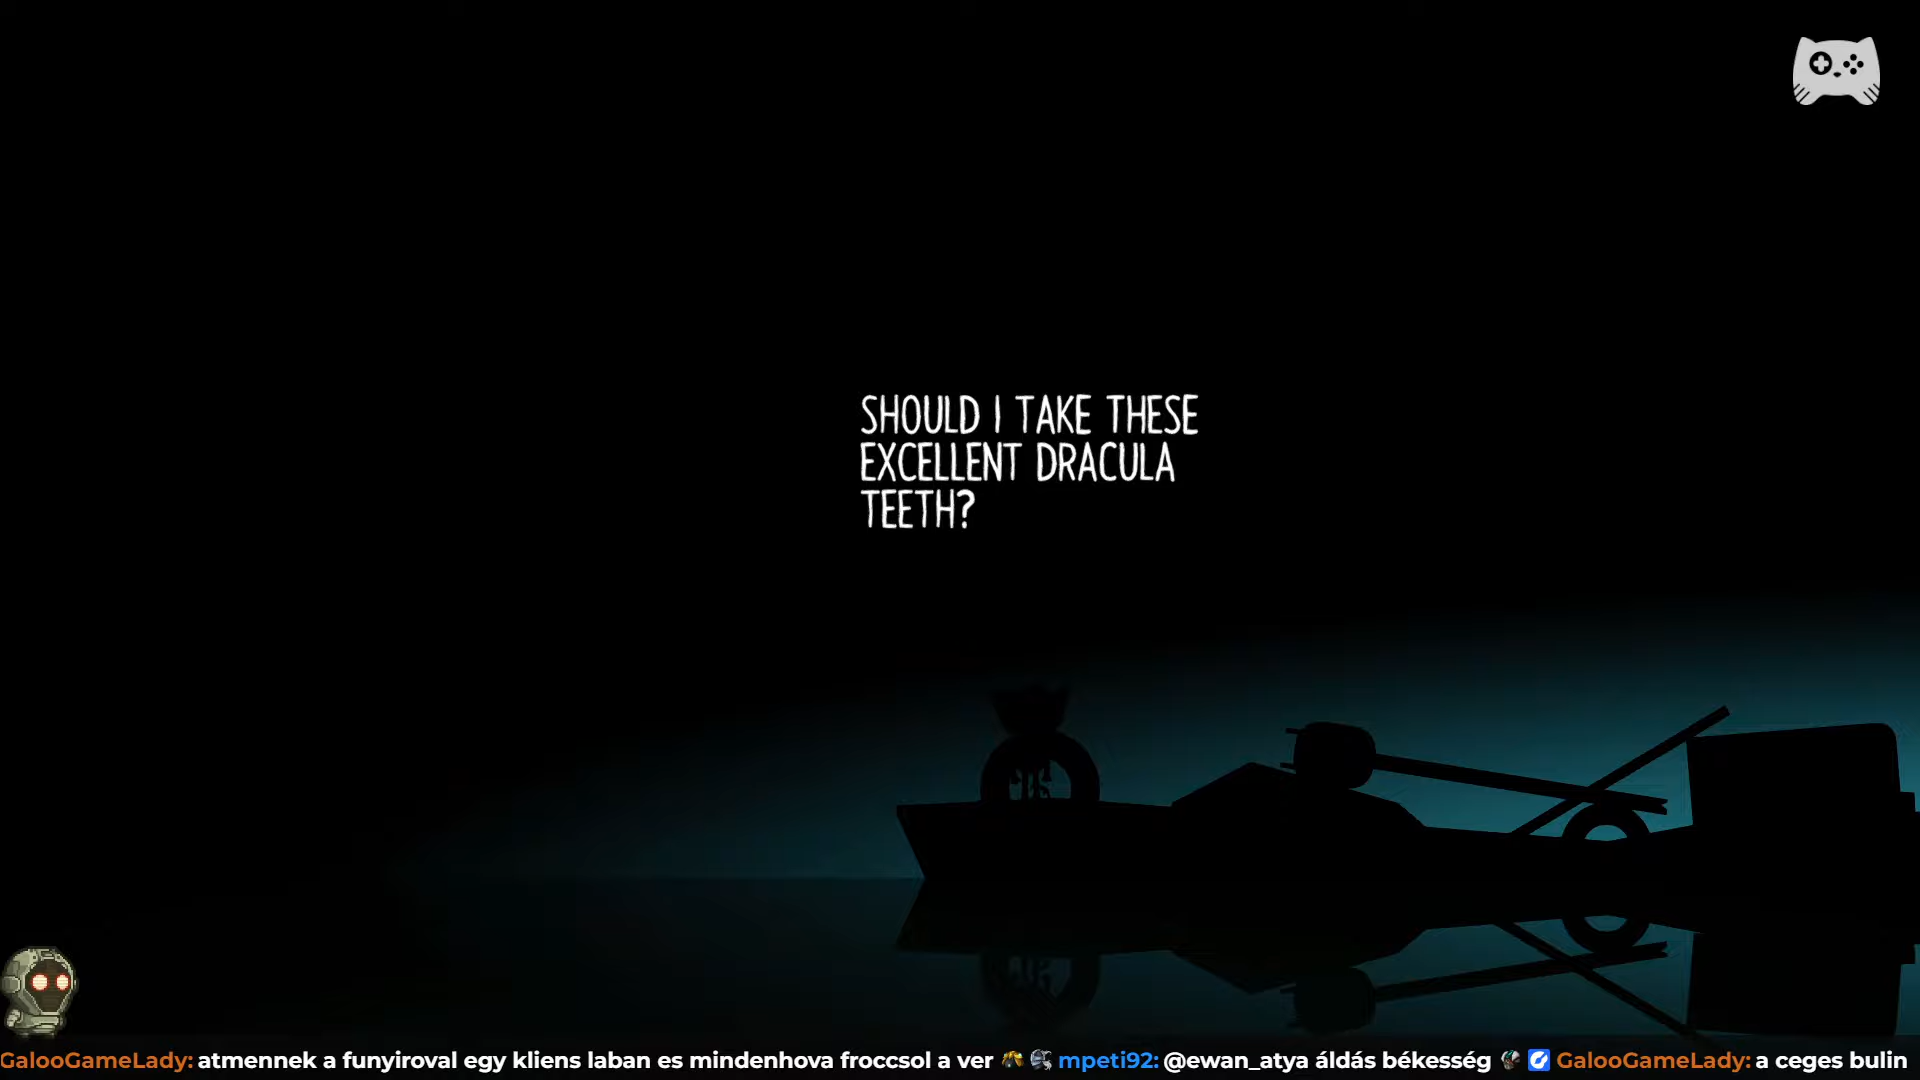 SHOULD I TAKE THESE
EXCELLENT DRACULA
TEETH?
GalooGameLady: atmennek a funyiroval egy kliens laban es mindenhova froccsol a ver mpeti92: @ewan_atya áldás békesség GalooGameLady: a ceges bulin